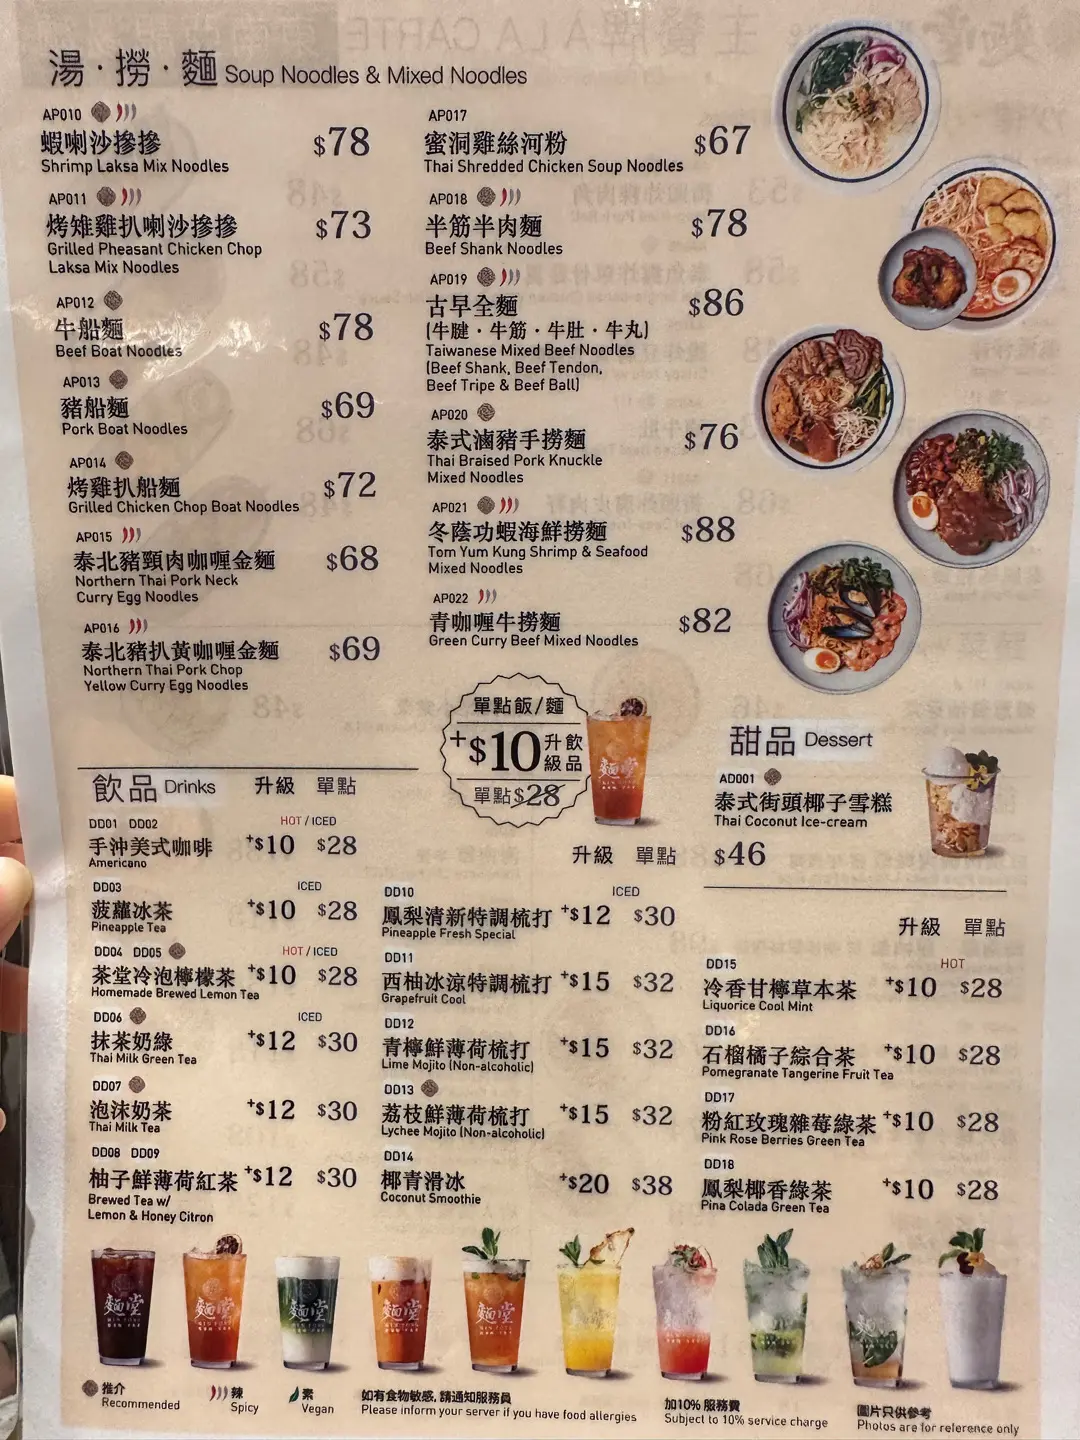 湯．撈．麵 Soup Noodles & Mixed Noodles
AP010
蝦喇沙撈撈 $78
Shrimp Laksa Mix Noodles
AP011
烤雉雞扒喇沙撈撈 $73
Grilled Pheasant Chicken Chop
Laksa Mix Noodles
AP012
牛船麵 $78
Beef Boat Noodles
AP013
豬船麵 $69
Pork Boat Noodles
AP014
烤雞扒船麵 $72
Grilled Chicken Chop Boat Noodles
AP015
泰北豬頸肉咖喱金麵 $68
Northern Thai Pork Neck
Curry Egg Noodles
AP016
泰北豬扒黃咖喱金麵 $69
Northern Thai Pork Chop
Yellow Curry Egg Noodles
AP017
蜜洞雞絲河粉 $67
Thai Shredded Chicken Soup Noodles
AP018
半筋半肉麵 $78
Beef Shank Noodles
AP019
古早全麵 $86
(牛腱．牛筋．牛肚．牛丸)
Taiwanese Mixed Beef Noodles
(Beef Shank, Beef Tendon,
Beef Tripe & Beef Ball)
AP020
泰式滷豬手撈麵 $76
Thai Braised Pork Knuckle
Mixed Noodles
AP021
冬蔭功蝦海鮮撈麵 $88
Tom Yum Kung Shrimp & Seafood
Mixed Noodles
AP022
青咖喱牛撈麵 $82
Green Curry Beef Mixed Noodles
單點飯/麵
+$10 升級飲品
單點$28
甜品 Dessert
AD001
泰式街頭椰子雪糕
Thai Coconut Ice-cream
$46
飲品 Drinks 升級 單點
DD01 DD02 HOT / ICED
手沖美式咖啡 +$10 $28
Americano
DD03 ICED
菠蘿冰茶 +$10 $28
Pineapple Tea
DD04 DD05 HOT / ICED
茶堂冷泡檸檬茶 +$10 $28
Homemade Brewed Lemon Tea
DD06 ICED
抹茶奶綠 +$12 $30
Thai Milk Green Tea
DD07
泡沫奶茶 +$12 $30
Thai Milk Tea
DD08 DD09
柚子鮮薄荷紅茶 +$12 $30
Brewed Tea w/
Lemon & Honey Citron
升級 單點
DD10 ICED
鳳梨清新特調梳打 +$12 $30
Pineapple Fresh Special
DD11
西柚冰涼特調梳打 +$15 $32
Grapefruit Cool
DD12
青檸鮮薄荷梳打 +$15 $32
Lime Mojito (Non-alcoholic)
DD13
荔枝鮮薄荷梳打 +$15 $32
Lychee Mojito (Non-alcoholic)
DD14
椰青滑冰 +$20 $38
Coconut Smoothie
升級 單點
DD15 HOT
冷香甘檸草本茶 +$10 $28
Liquorice Cool Mint
DD16
石榴橘子綜合茶 +$10 $28
Pomegranate Tangerine Fruit Tea
DD17
粉紅玫瑰雜莓綠茶 +$10 $28
Pink Rose Berries Green Tea
DD18
鳳梨椰香綠茶 +$10 $28
Pina Colada Green Tea
推介
Recommended
辣
Spicy
素
Vegan
如有食物敏感, 請通知服務員
Please inform your server if you have food allergies
加10% 服務費
Subject to 10% service charge
圖片只供參考
Photos are for reference only